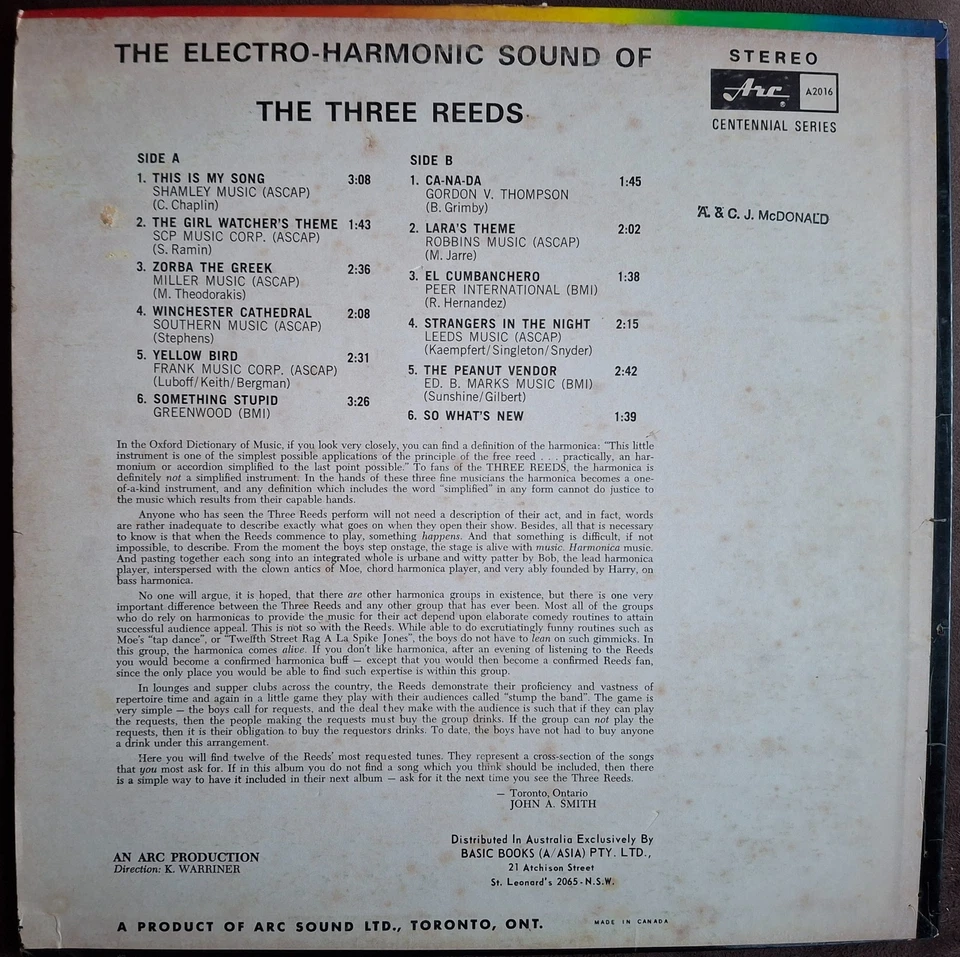 THE ELECTRO-HARMONIC SOUND OF
THE THREE REEDS
STEREO
Arc
A2016
CENTENNIAL SERIES
A. & C. J. McDONALD
SIDE A
1. THIS IS MY SONG 3:08
SHAMLEY MUSIC (ASCAP)
(C. Chaplin)
2. THE GIRL WATCHER'S THEME 1:43
SCP MUSIC CORP. (ASCAP)
(S. Ramin)
3. ZORBA THE GREEK 2:36
MILLER MUSIC (ASCAP)
(M. Theodorakis)
4. WINCHESTER CATHEDRAL 2:08
SOUTHERN MUSIC (ASCAP)
(Stephens)
5. YELLOW BIRD 2:31
FRANK MUSIC CORP. (ASCAP)
(Luboff/Keith/Bergman)
6. SOMETHING STUPID 3:26
GREENWOOD (BMI)
SIDE B
1. CA-NA-DA 1:45
GORDON V. THOMPSON
(B. Grimby)
2. LARA'S THEME 2:02
ROBBINS MUSIC (ASCAP)
(M. Jarre)
3. EL CUMBANCHERO 1:38
PEER INTERNATIONAL (BMI)
(R. Hernandez)
4. STRANGERS IN THE NIGHT 2:15
LEEDS MUSIC (ASCAP)
(Kaempfert/Singleton/Snyder)
5. THE PEANUT VENDOR 2:42
ED. B. MARKS MUSIC (BMI)
(Sunshine/Gilbert)
6. SO WHAT'S NEW 1:39
In the Oxford Dictionary of Music, if you look very closely, you can find a definition of the harmonica: "This little
instrument is one of the simplest possible applications of the principle of the free reed . . . practically, an har-
monium or accordion simplified to the last point possible." To fans of the THREE REEDS, the harmonica is
definitely not a simplified instrument. In the hands of these three fine musicians the harmonica becomes a one-
of-a-kind instrument, and any definition which includes the word "simplified" in any form cannot do justice to
the music which results from their capable hands.
Anyone who has seen the Three Reeds perform will not need a description of their act, and in fact, words
are rather inadequate to describe exactly what goes on when they open their show. Besides, all that is necessary
to know is that when the Reeds commence to play, something happens. And that something is difficult, if not
impossible, to describe. From the moment the boys step onstage, the stage is alive with music. Harmonica music.
And pasting together each song into an integrated whole is urbane and witty patter by Bob, the lead harmonica
player, interspersed with the clown antics of Moe, chord harmonica player, and very ably founded by Harry, on
bass harmonica.
No one will argue, it is hoped, that there are other harmonica groups in existence, but there is one very
important difference between the Three Reeds and any other group that has ever been. Most all of the groups
who do rely on harmonicas to provide the music for their act depend upon elaborate comedy routines to attain
successful audience appeal. This is not so with the Reeds. While able to do excrutiatingly funny routines such as
Moe's "tap dance", or "Twelfth Street Rag A La Spike Jones", the boys do not have to lean on such gimmicks. In
this group, the harmonica comes alive. If you don't like harmonica, after an evening of listening to the Reeds
you would become a confirmed harmonica buff — except that you would then become a confirmed Reeds fan,
since the only place you would be able to find such expertise is within this group.
In lounges and supper clubs across the country, the Reeds demonstrate their proficiency and vastness of
repertoire time and again in a little game they play with their audiences called "stump the band". The game is
very simple — the boys call for requests, and the deal they make with the audience is such that if they can play
the requests, then the people making the requests must buy the group drinks. If the group can not play the
requests, then it is their obligation to buy the requestors drinks. To date, the boys have not had to buy anyone
a drink under this arrangement.
Here you will find twelve of the Reeds' most requested tunes. They represent a cross-section of the songs
that you most ask for. If in this album you do not find a song which you think should be included, then there
is a simple way to have it included in their next album — ask for it the next time you see the Three Reeds.
— Toronto, Ontario
JOHN A. SMITH
AN ARC PRODUCTION
Direction: K. WARRINER
Distributed In Australia Exclusively By
BASIC BOOKS (A/ASIA) PTY. LTD.,
21 Atchison Street
St. Leonard's 2065-N.S.W.
A PRODUCT OF ARC SOUND LTD., TORONTO, ONT.
MADE IN CANADA